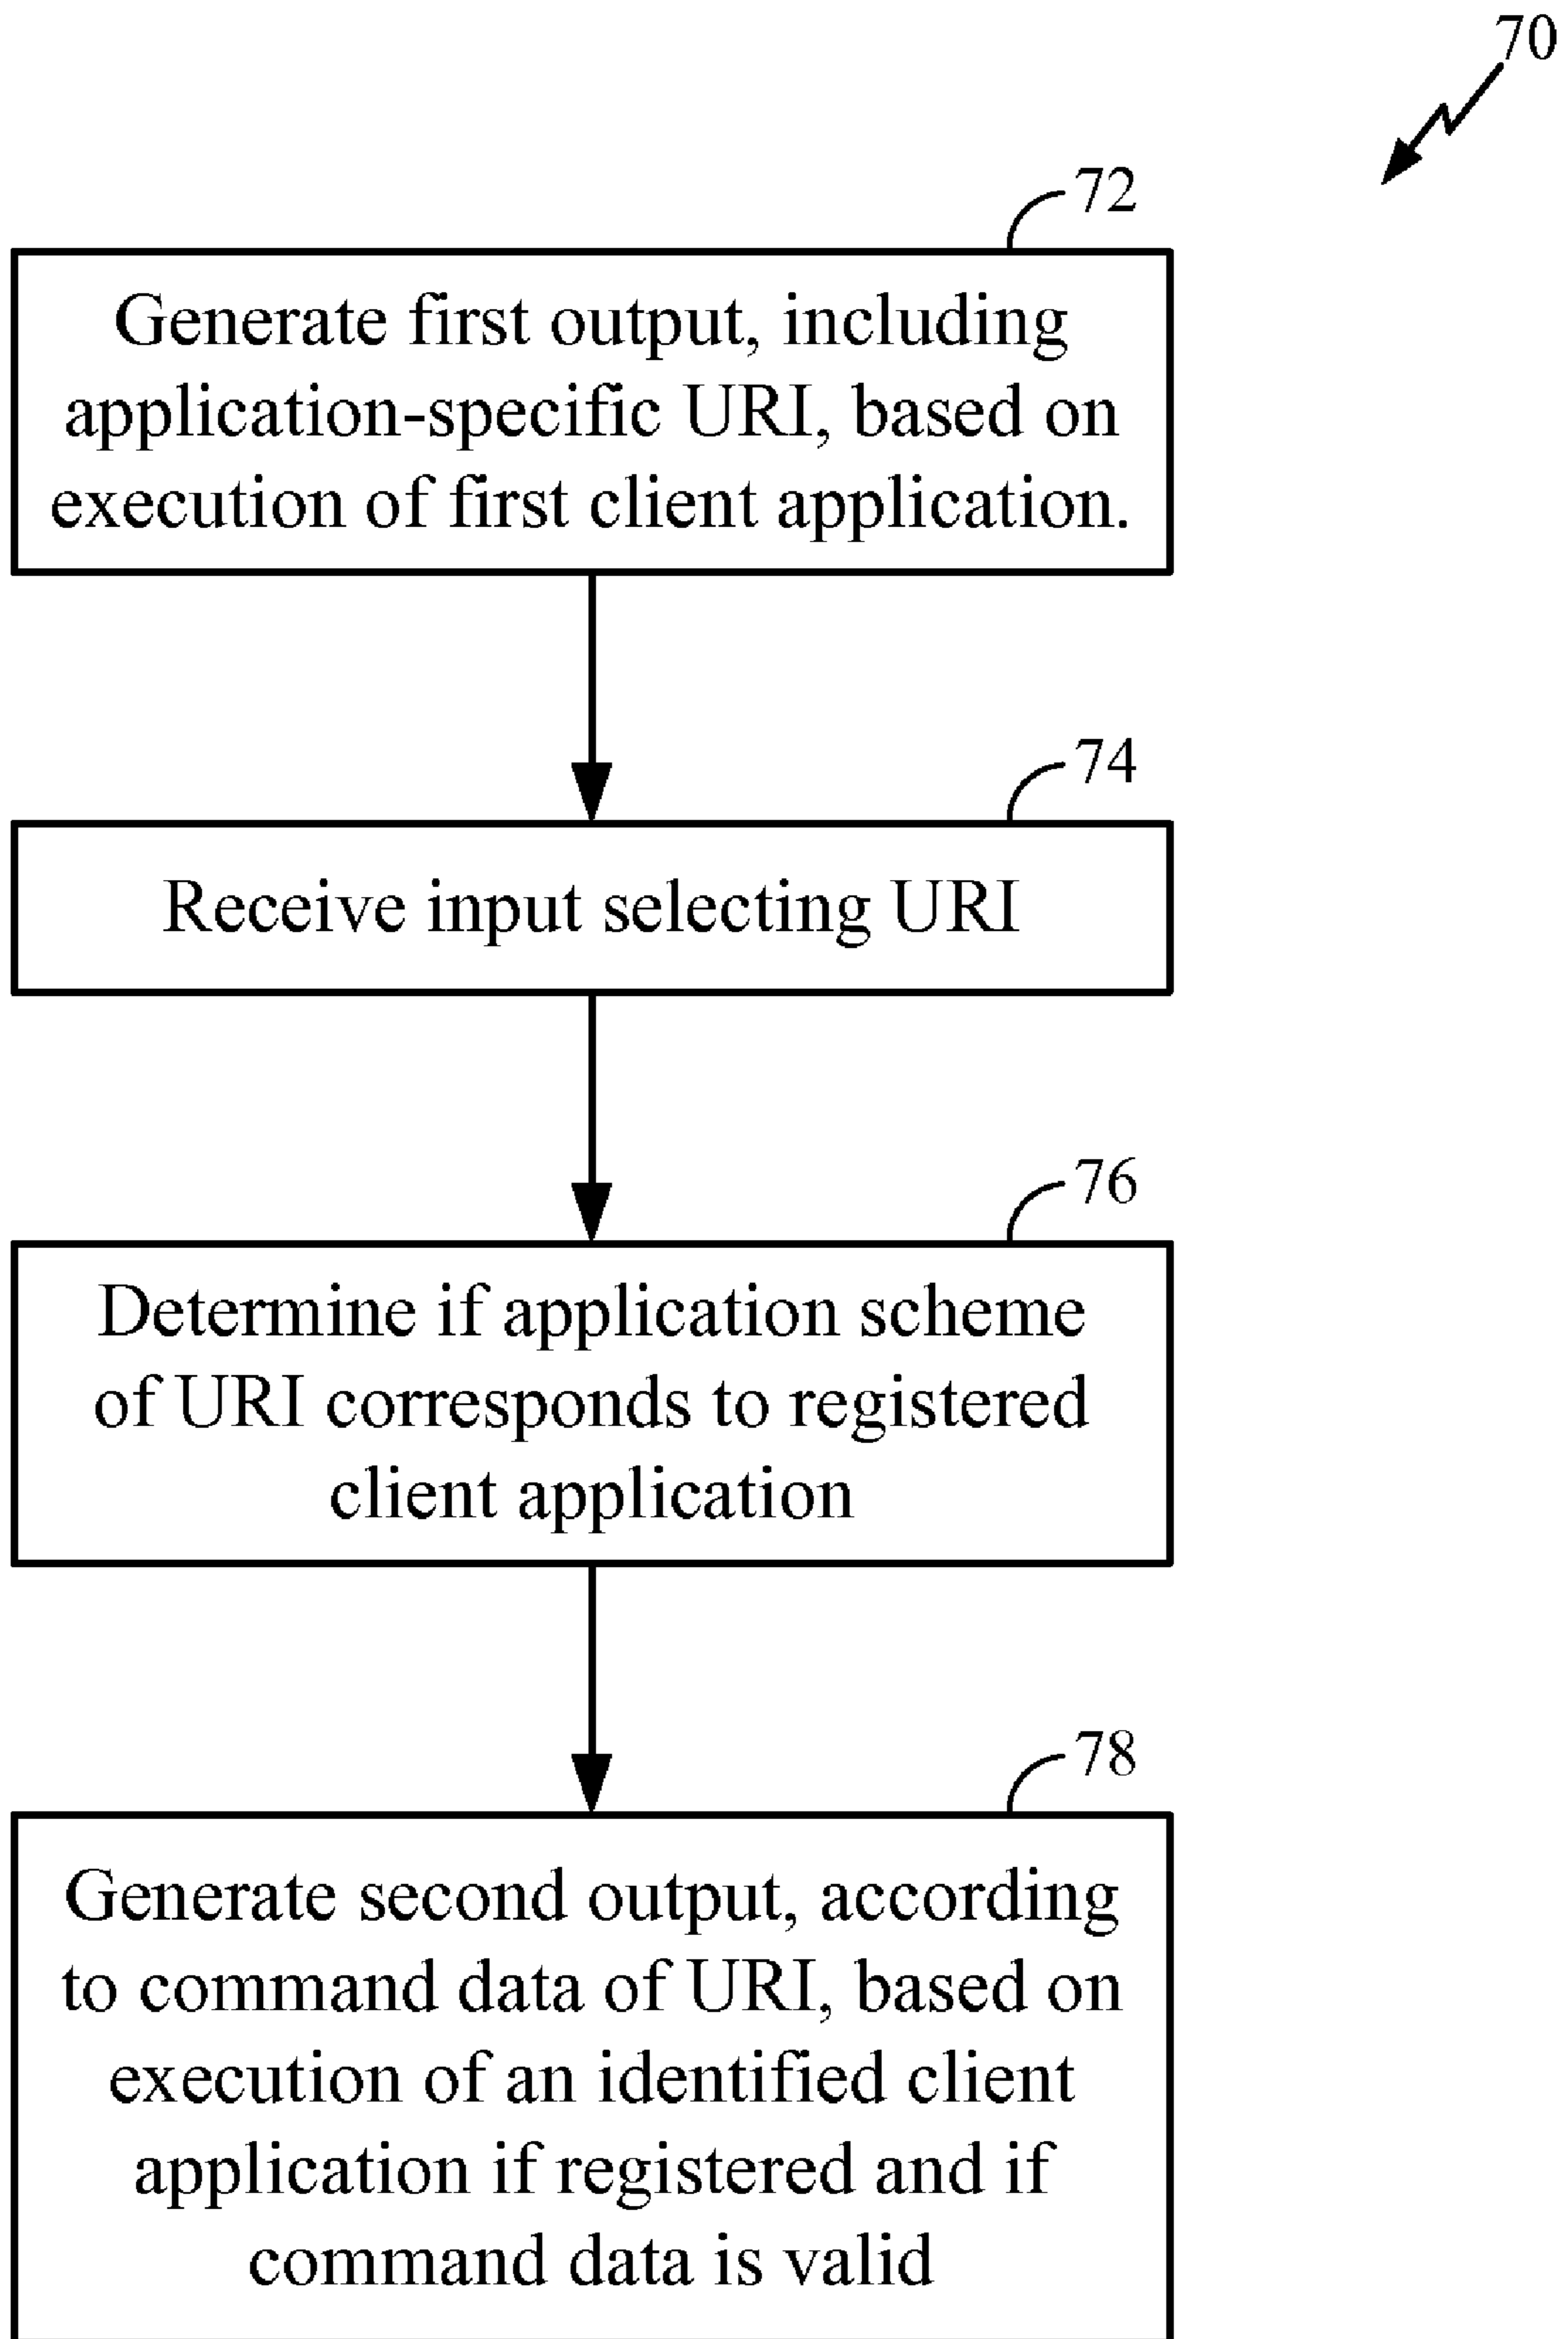 70
72
Generate first output, including
application-specific URI, based on
execution of first client application.
74
Receive input selecting URI
76
Determine if application scheme
of URI corresponds to registered
client application
78
Generate second output, according
to command data of URI, based on
execution of an identified client
application if registered and if
command data is valid